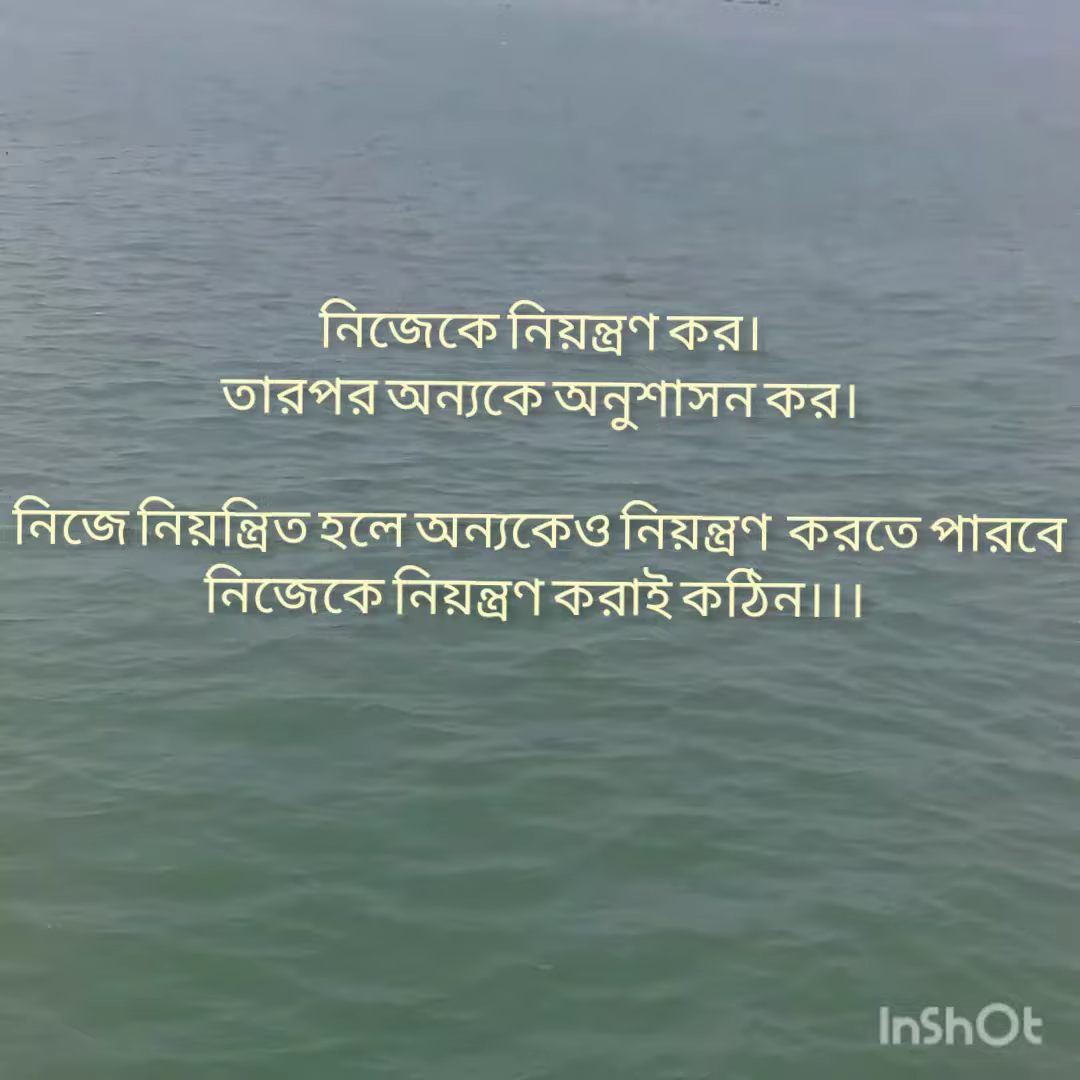 নিজেকে নিয়ন্ত্রণ কর।
তারপর অন্যকে অনুশাসন কর।
নিজে নিয়ন্ত্রিত হলে অন্যকেও নিয়ন্ত্রণ করতে পারবে
নিজেকে নিয়ন্ত্রণ করাই কঠিন।।।
InShOt